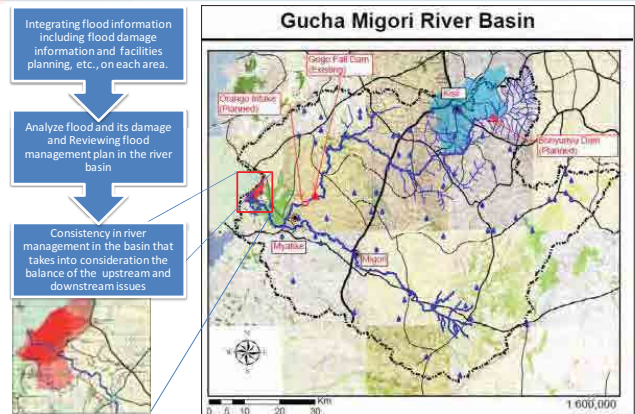 Integrating flood information
including flood damage
information and facilities
planning, etc., on each area.
Analyze flood and its damage
and Reviewing flood
management plan in the river
basin
Consistency in river
management in the basin that
takes into consideration the
balance of the upstream and
downstream issues
Gucha Migori River Basin
Gogo Fall Dam
(Existing)
Orango Intake
(Planned)
Kisii
Bunyunyu Dam
(Planned)
Migori
N
W
E
S
Km
0 5 10 20 30
1:600,000